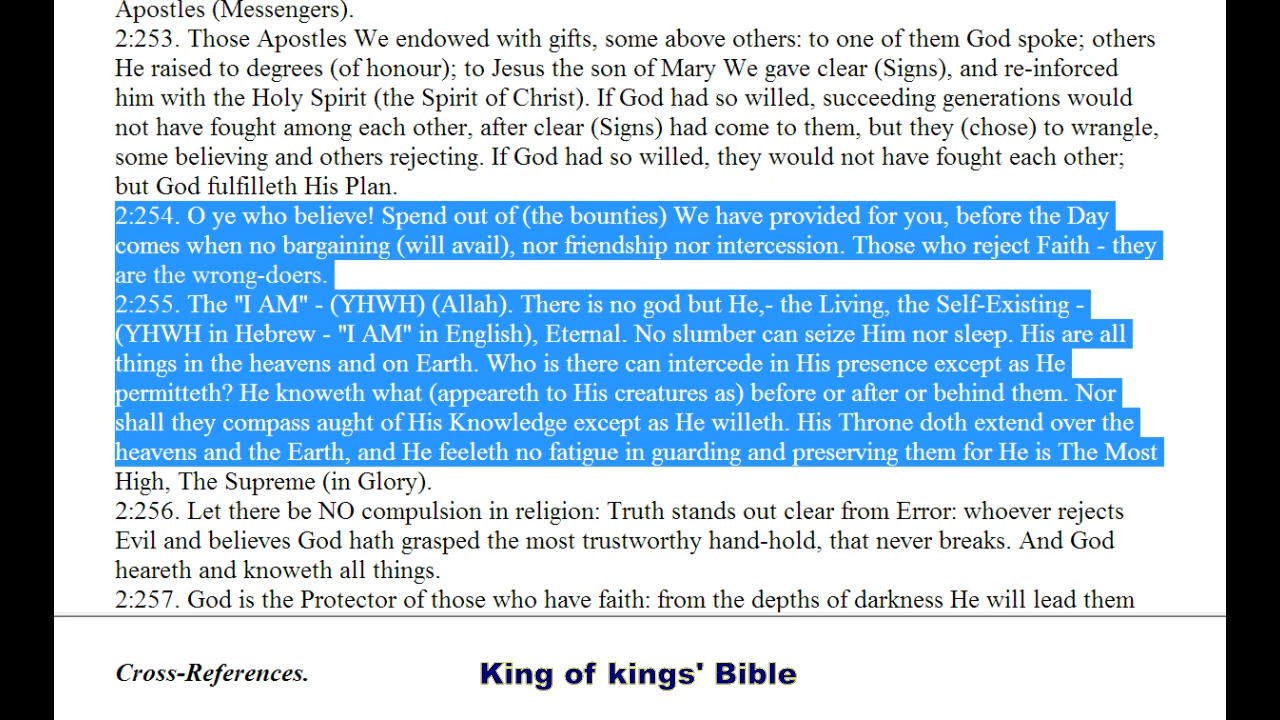 Apostles (Messengers).
2:253. Those Apostles We endowed with gifts, some above others: to one of them God spoke; others
He raised to degrees (of honour); to Jesus the son of Mary We gave clear (Signs), and re-inforced
him with the Holy Spirit (the Spirit of Christ). If God had so willed, succeeding generations would
not have fought among each other, after clear (Signs) had come to them, but they (chose) to wrangle,
some believing and others rejecting. If God had so willed, they would not have fought each other;
but God fulfilleth His Plan.
2:254. O ye who believe! Spend out of (the bounties) We have provided for you, before the Day
comes when no bargaining (will avail), nor friendship nor intercession. Those who reject Faith - they
are the wrong-doers.
2:255. The "I AM" - (YHWH) (Allah). There is no god but He,- the Living, the Self-Existing -
(YHWH in Hebrew - "I AM" in English), Eternal. No slumber can seize Him nor sleep. His are all
things in the heavens and on Earth. Who is there can intercede in His presence except as He
permitteth? He knoweth what (appeareth to His creatures as) before or after or behind them. Nor
shall they compass aught of His Knowledge except as He willeth. His Throne doth extend over the
heavens and the Earth, and He feeleth no fatigue in guarding and preserving them for He is The Most
High, The Supreme (in Glory).
2:256. Let there be NO compulsion in religion: Truth stands out clear from Error: whoever rejects
Evil and believes God hath grasped the most trustworthy hand-hold, that never breaks. And God
heareth and knoweth all things.
2:257. God is the Protector of those who have faith: from the depths of darkness He will lead them
Cross-References.
King of kings' Bible